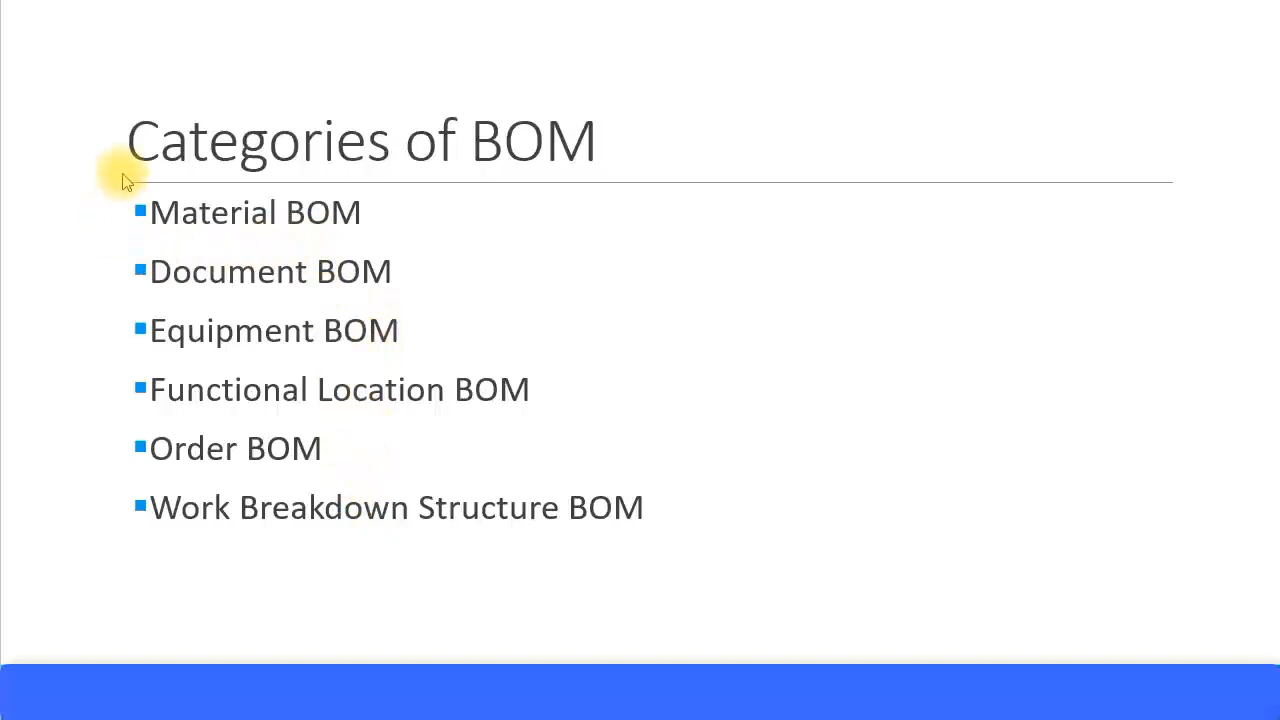 Categories of BOM
Material BOM
Document BOM
Equipment BOM
Functional Location BOM
Order BOM
Work Breakdown Structure BOM